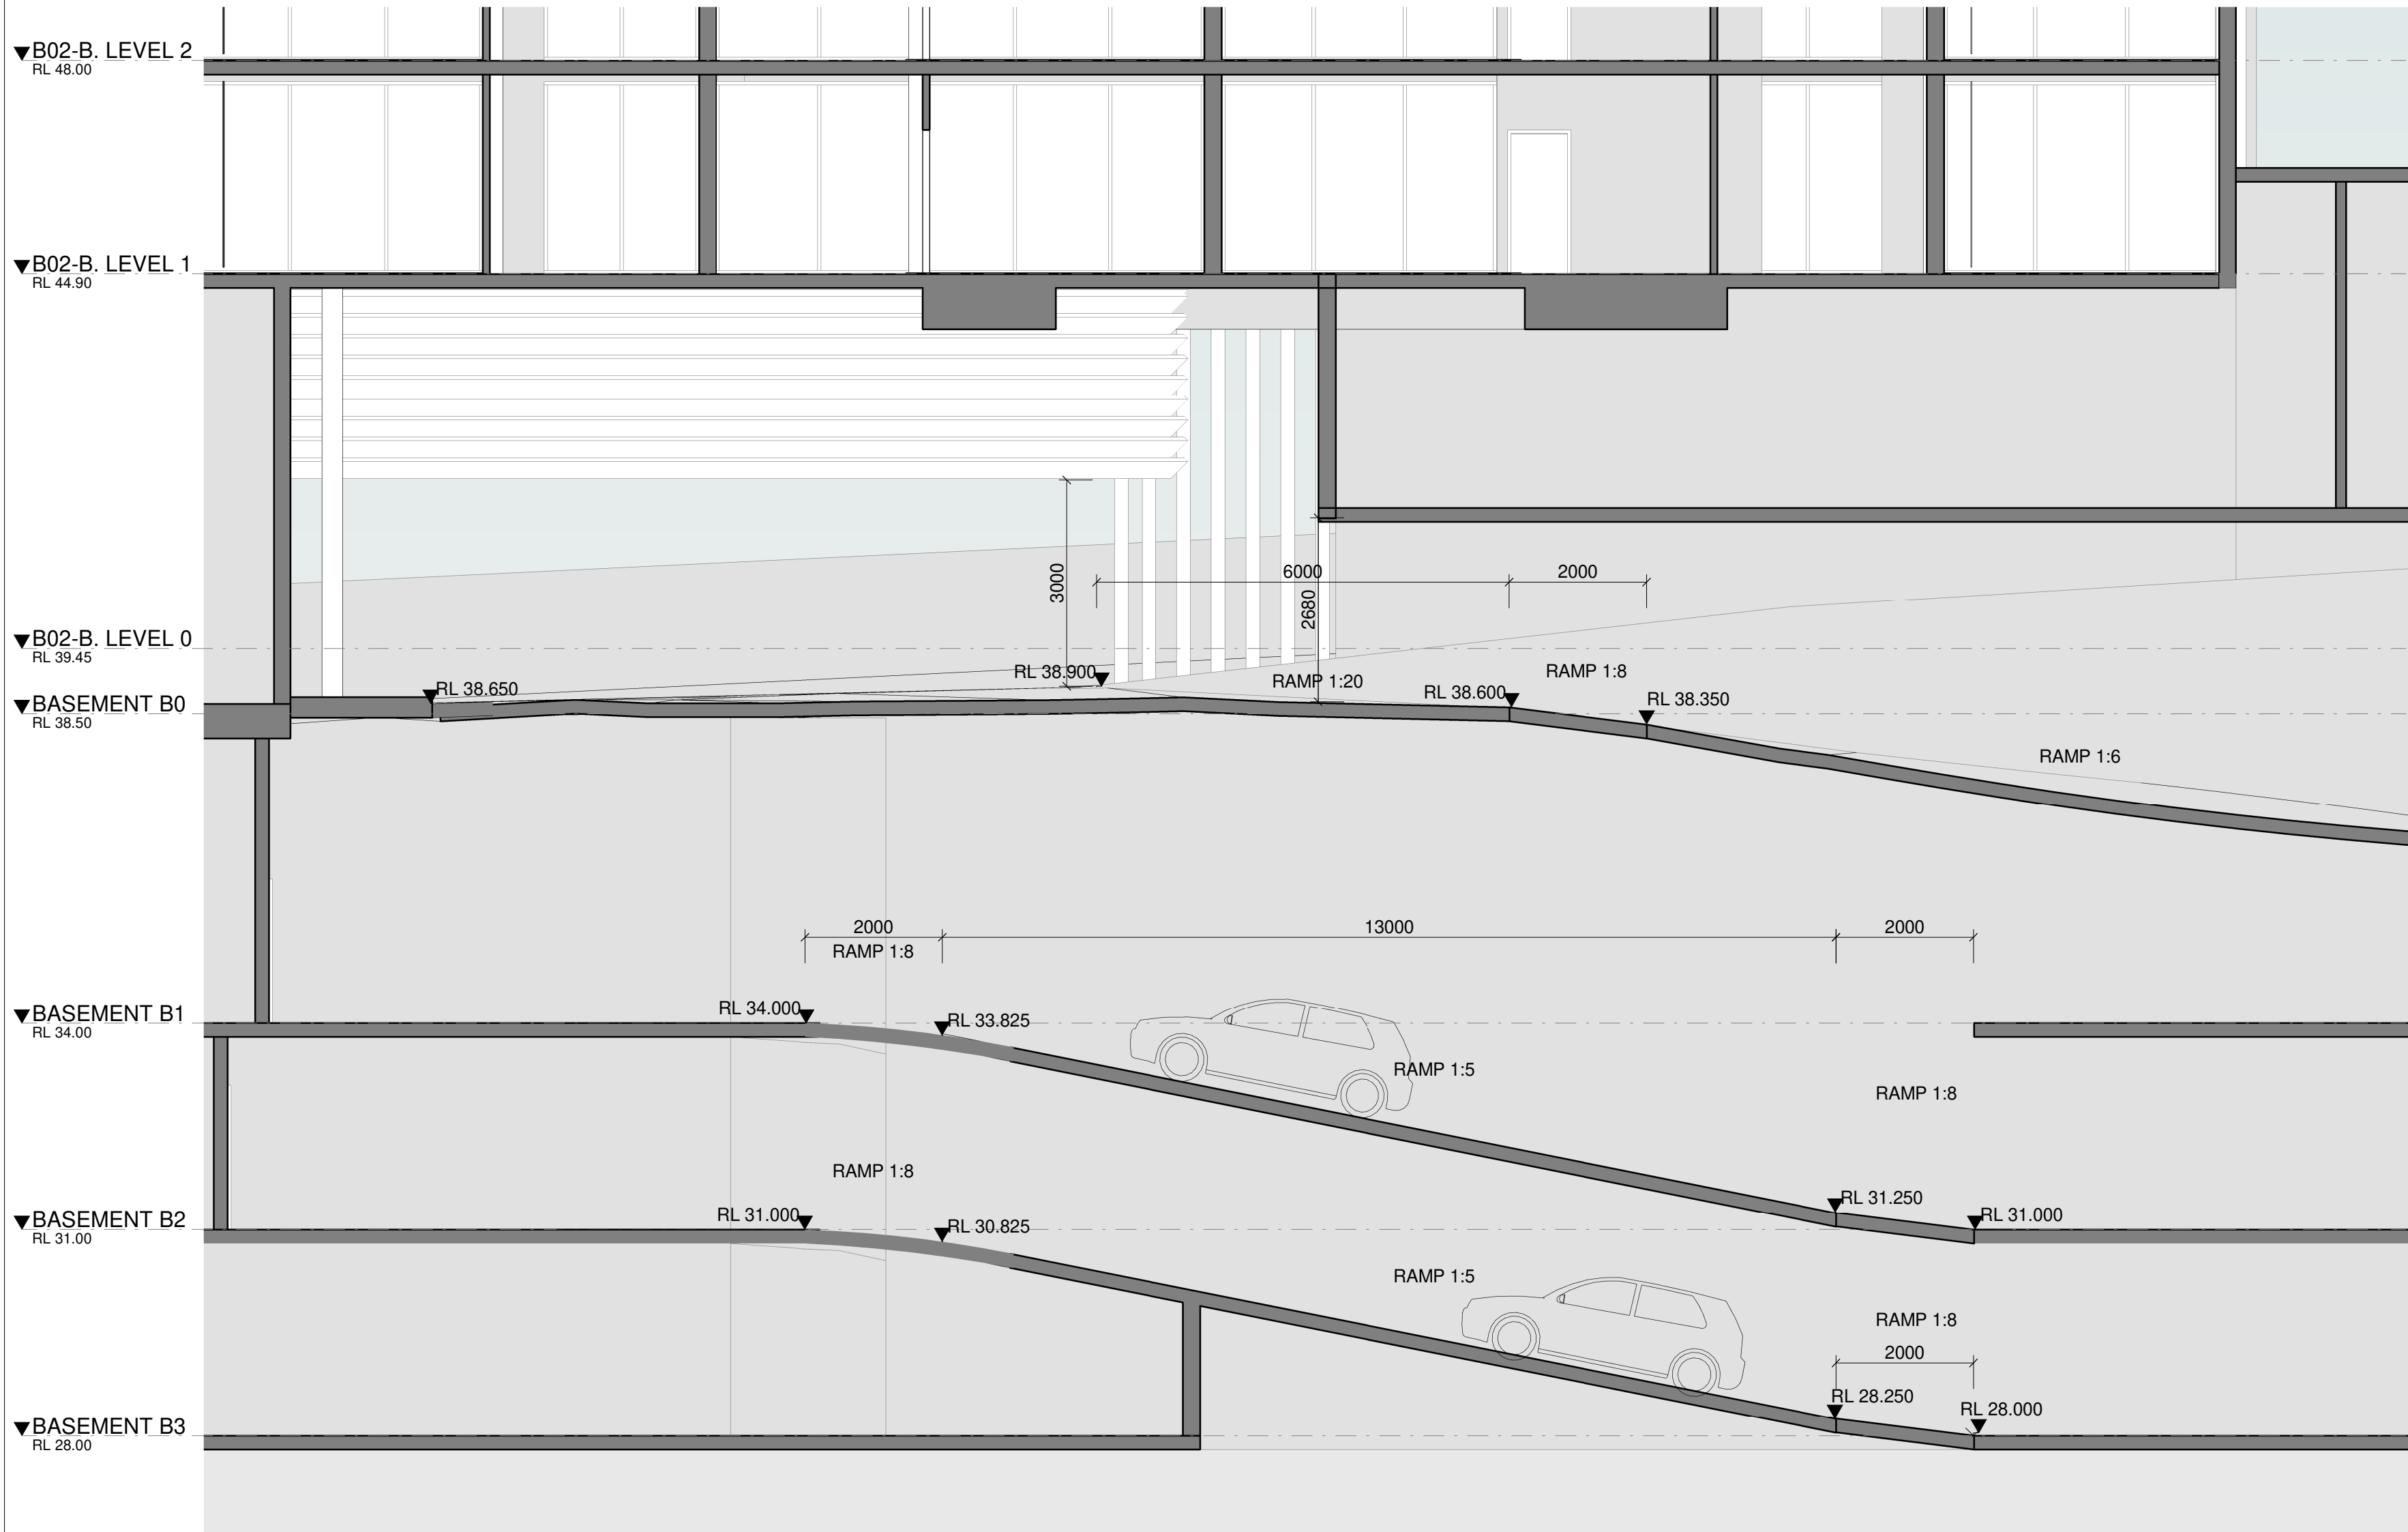 B02-B. LEVEL 2
RL 48.00
B02-B. LEVEL 1
RL 44.90
3000
6000
2000
2680
B02-B. LEVEL 0
RL 39.45
RL 38.900
RAMP 1:8
RAMP 1:20
RL 38.650
RL 38.600
RL 38.350
BASEMENT B0
RL 38.50
RAMP 1:6
2000
13000
2000
RAMP 1:8
RL 34.000
RL 33.825
BASEMENT B1
RL 34.00
RAMP 1:5
RAMP 1:8
RAMP 1:8
RL 31.250
RL 31.000
RL 31.000
RL 30.825
BASEMENT B2
RL 31.00
RAMP 1:5
RAMP 1:8
2000
RL 28.250
RL 28.000
BASEMENT B3
RL 28.00